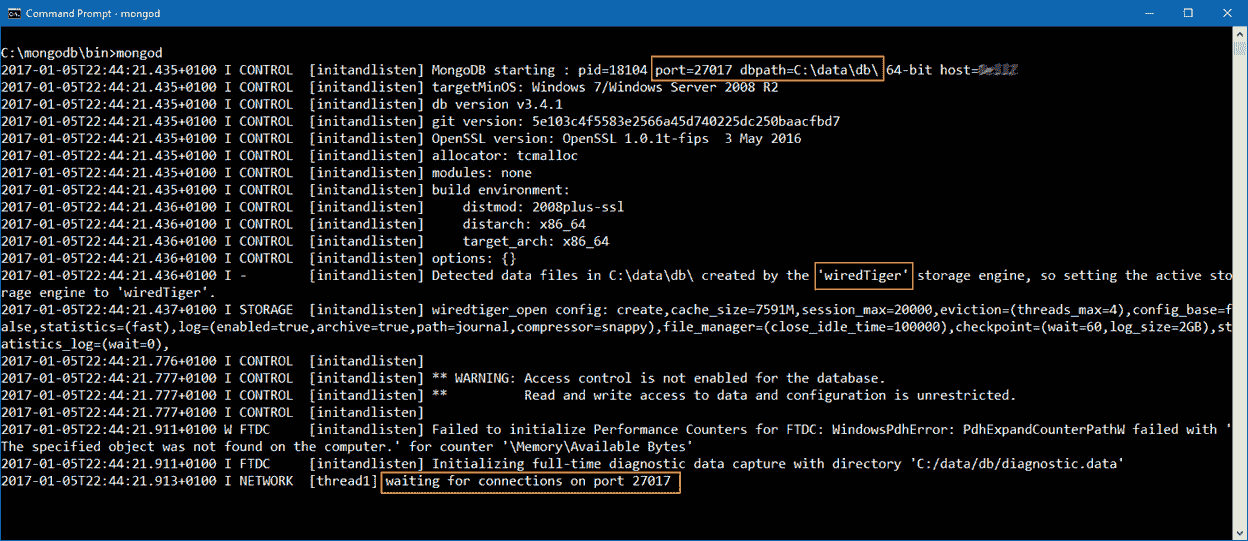 Command Prompt - mongod
C:\mongodb\bin>mongod
2017-01-05T22:44:21.435+0100 I CONTROL  [initandlisten] MongoDB starting : pid=18104 port=27017 dbpath=C:\data\db\ 64-bit host=
2017-01-05T22:44:21.435+0100 I CONTROL  [initandlisten] targetMinOS: Windows 7/Windows Server 2008 R2
2017-01-05T22:44:21.435+0100 I CONTROL  [initandlisten] db version v3.4.1
2017-01-05T22:44:21.435+0100 I CONTROL  [initandlisten] git version: 5e103c4f5583e2566a45d740225dc250baacfbd7
2017-01-05T22:44:21.435+0100 I CONTROL  [initandlisten] OpenSSL version: OpenSSL 1.0.1t-fips  3 May 2016
2017-01-05T22:44:21.435+0100 I CONTROL  [initandlisten] allocator: tcmalloc
2017-01-05T22:44:21.435+0100 I CONTROL  [initandlisten] modules: none
2017-01-05T22:44:21.435+0100 I CONTROL  [initandlisten] build environment:
2017-01-05T22:44:21.436+0100 I CONTROL  [initandlisten]     distmod: 2008plus-ssl
2017-01-05T22:44:21.436+0100 I CONTROL  [initandlisten]     distarch: x86_64
2017-01-05T22:44:21.436+0100 I CONTROL  [initandlisten]     target_arch: x86_64
2017-01-05T22:44:21.436+0100 I CONTROL  [initandlisten] options: {}
2017-01-05T22:44:21.436+0100 I -        [initandlisten] Detected data files in C:\data\db\ created by the 'wiredTiger' storage engine, so setting the active sto
rage engine to 'wiredTiger'.
2017-01-05T22:44:21.437+0100 I STORAGE  [initandlisten] wiredtiger_open config: create,cache_size=7591M,session_max=20000,eviction=(threads_max=4),config_base=f
alse,statistics=(fast),log=(enabled=true,archive=true,path=journal,compressor=snappy),file_manager=(close_idle_time=100000),checkpoint=(wait=60,log_size=2GB),st
atistics_log=(wait=0),
2017-01-05T22:44:21.776+0100 I CONTROL  [initandlisten]
2017-01-05T22:44:21.777+0100 I CONTROL  [initandlisten] ** WARNING: Access control is not enabled for the database.
2017-01-05T22:44:21.777+0100 I CONTROL  [initandlisten] **          Read and write access to data and configuration is unrestricted.
2017-01-05T22:44:21.777+0100 I CONTROL  [initandlisten]
2017-01-05T22:44:21.911+0100 W FTDC     [initandlisten] Failed to initialize Performance Counters for FTDC: WindowsPdhError: PdhExpandCounterPathW failed with '
The specified object was not found on the computer.' for counter '\Memory\Available Bytes'
2017-01-05T22:44:21.911+0100 I FTDC     [initandlisten] Initializing full-time diagnostic data capture with directory 'C:/data/db/diagnostic.data'
2017-01-05T22:44:21.913+0100 I NETWORK  [thread1] waiting for connections on port 27017